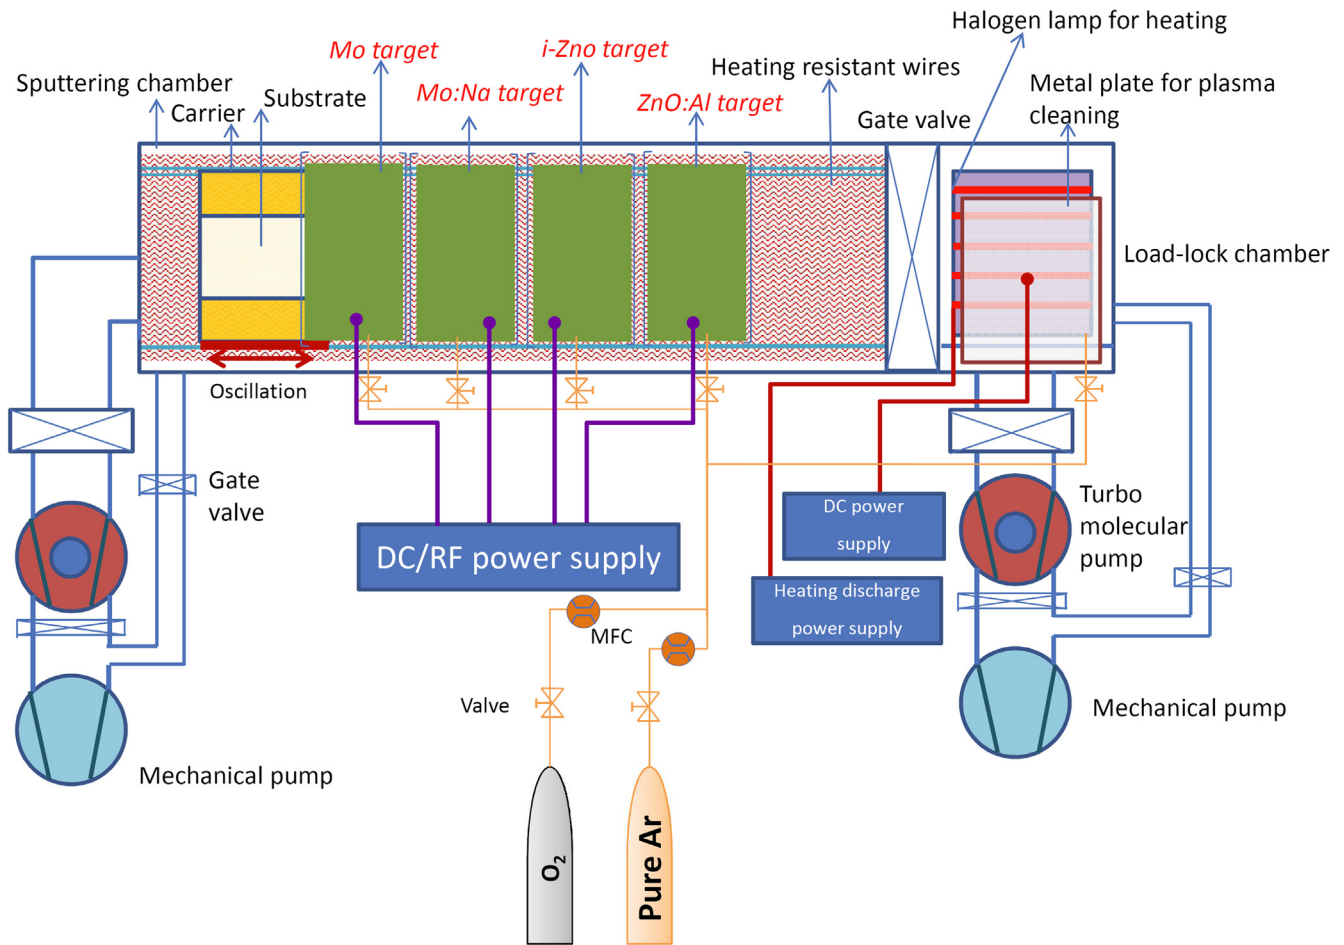 Halogen lamp for heating
Mo target
i-Zno target
Sputtering chamber
Heating resistant wires
Metal plate for plasma
cleaning
Substrate
Mo:Na target
ZnO:Al target
Carrier
Gate valve
Load-lock chamber
Oscillation
Gate
valve
DC/RF power supply
DC power
supply
Turbo
molecular
pump
Heating discharge
power supply
MFC
Valve
Mechanical pump
Mechanical pump
O2
Pure Ar